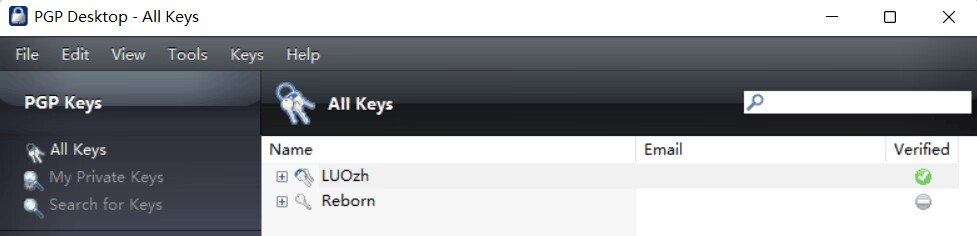 PGP Desktop - All Keys
File Edit View Tools Keys Help
PGP Keys
All Keys
All Keys
My Private Keys
Search for Keys
Name Email Verified
LUOzh
Reborn